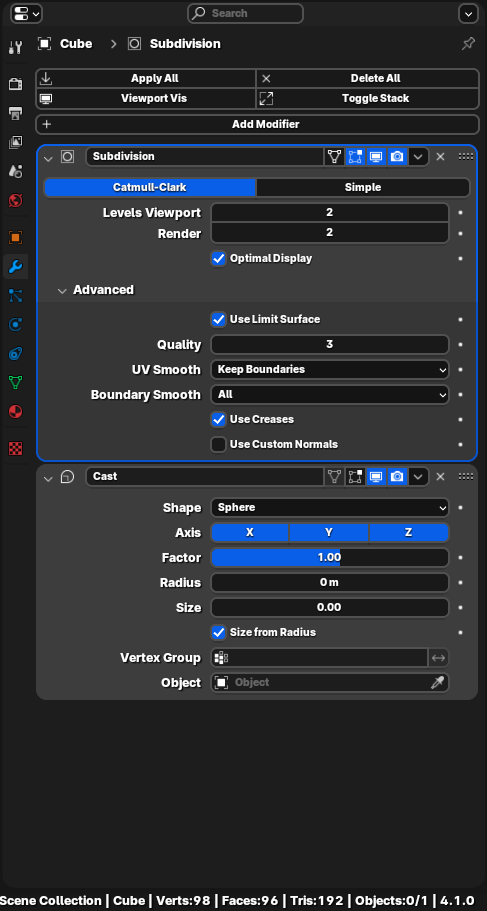 Search
Cube > Subdivision
Apply All
Delete All
Viewport Vis
Toggle Stack
+ Add Modifier
Subdivision
Catmull-Clark
Simple
Levels Viewport 2
Render 2
Optimal Display
Advanced
Use Limit Surface
Quality 3
UV Smooth Keep Boundaries
Boundary Smooth All
Use Creases
Use Custom Normals
Cast
Shape Sphere
Axis X Y Z
Factor 1.00
Radius 0 m
Size 0.00
Size from Radius
Vertex Group
Object Object
Scene Collection | Cube | Verts:98 | Faces:96 | Tris:192 | Objects:0/1 | 4.1.0